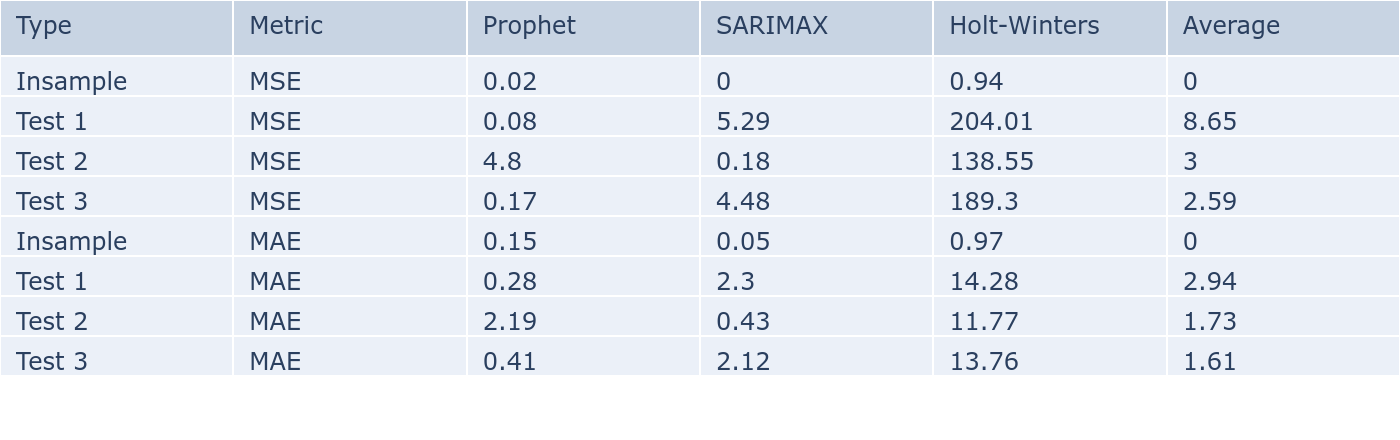 Type Metric Prophet SARIMAX Holt-Winters Average
Insample MSE 0.02 0 0.94 0
Test 1 MSE 0.08 5.29 204.01 8.65
Test 2 MSE 4.8 0.18 138.55 3
Test 3 MSE 0.17 4.48 189.3 2.59
Insample MAE 0.15 0.05 0.97 0
Test 1 MAE 0.28 2.3 14.28 2.94
Test 2 MAE 2.19 0.43 11.77 1.73
Test 3 MAE 0.41 2.12 13.76 1.61